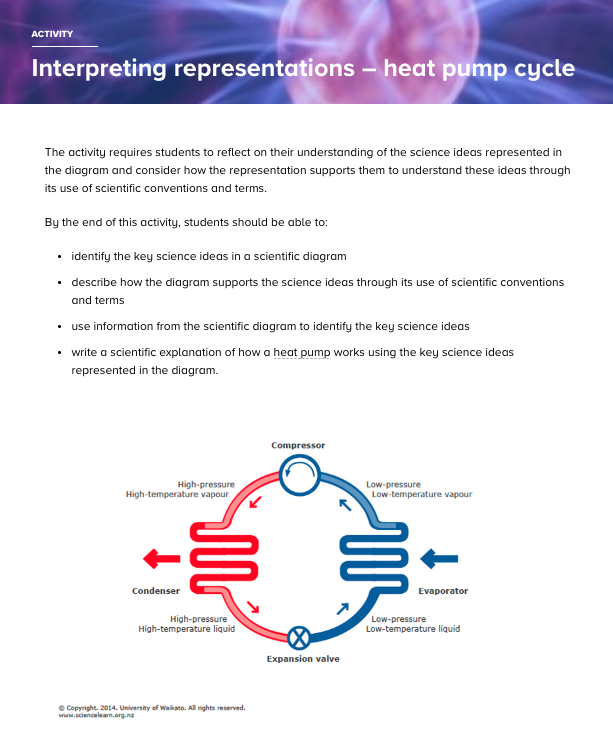 ACTIVITY
Interpreting representations – heat pump cycle
The activity requires students to reflect on their understanding of the science ideas represented in
the diagram and consider how the representation supports them to understand these ideas through
its use of scientific conventions and terms.
By the end of this activity, students should be able to:
• identify the key science ideas in a scientific diagram
• describe how the diagram supports the science ideas through its use of scientific conventions
and terms
• use information from the scientific diagram to identify the key science ideas
• write a scientific explanation of how a heat pump works using the key science ideas
represented in the diagram.
Compressor
High-pressure
High-temperature vapour
Low-pressure
Low-temperature vapour
Condenser
Evaporator
High-pressure
High-temperature liquid
Low-pressure
Low-temperature liquid
Expansion valve
© Copyright. 2014. University of Waikato. All rights reserved.
www.sciencelearn.org.nz